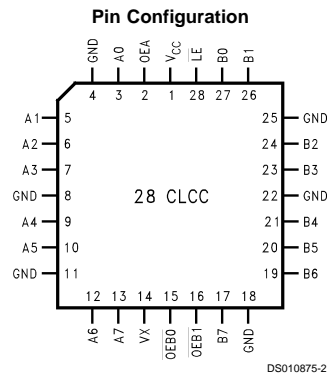 Pin Configuration
GND A0 OEA VCC L̅E̅ B0 B1
4 3 2 1 28 27 26
A1 5 25 GND
A2 6 24 B2
A3 7 23 B3
GND 8 28 CLCC 22 GND
A4 9 21 B4
A5 10 20 B5
GND 11 19 B6
12 13 14 15 16 17 18
A6 A7 VX O̅E̅B̅0̅ O̅E̅B̅1̅ B7 GND
DS010875-2